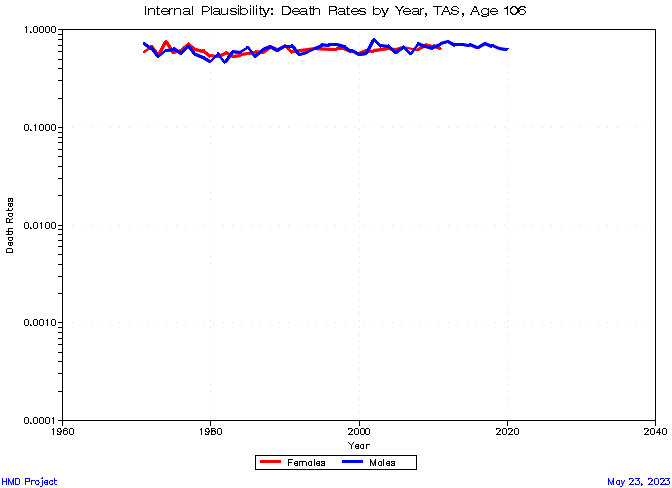 Internal Plausibility: Death Rates by Year, TAS, Age 106
1.0000
0.1000
0.0100
0.0010
0.0001
Death Rates
1960
1980
2000
2020
2040
Year
Females
Males
HMD Project
May 23, 2023